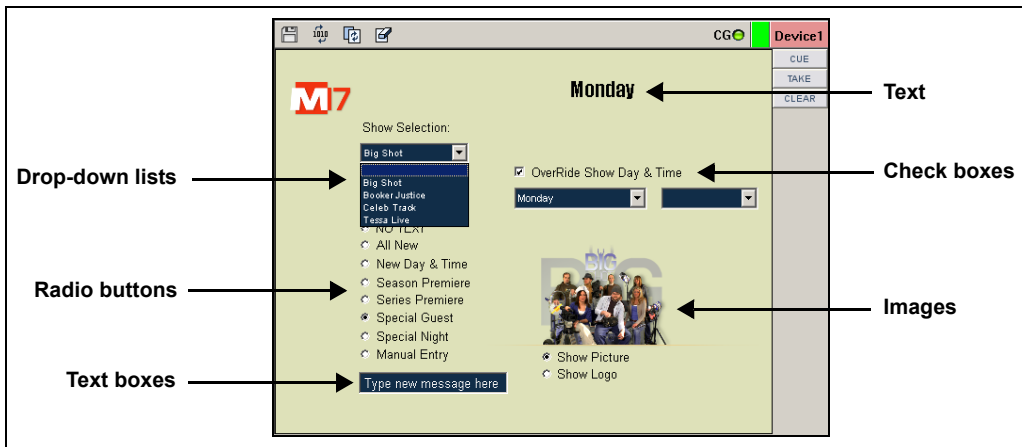 1010
CG
Device1
CUE
TAKE
CLEAR
M7
Monday
Text
Show Selection:
Big Shot
Drop-down lists
Big Shot
Booker Justice
Celeb Track
Tessa Live
OverRide Show Day & Time
Check boxes
Monday
NO TEXT
All New
New Day & Time
Season Premiere
Series Premiere
Special Guest
Special Night
Manual Entry
Radio buttons
BIG
BIG
Images
Show Picture
Show Logo
Text boxes
Type new message here